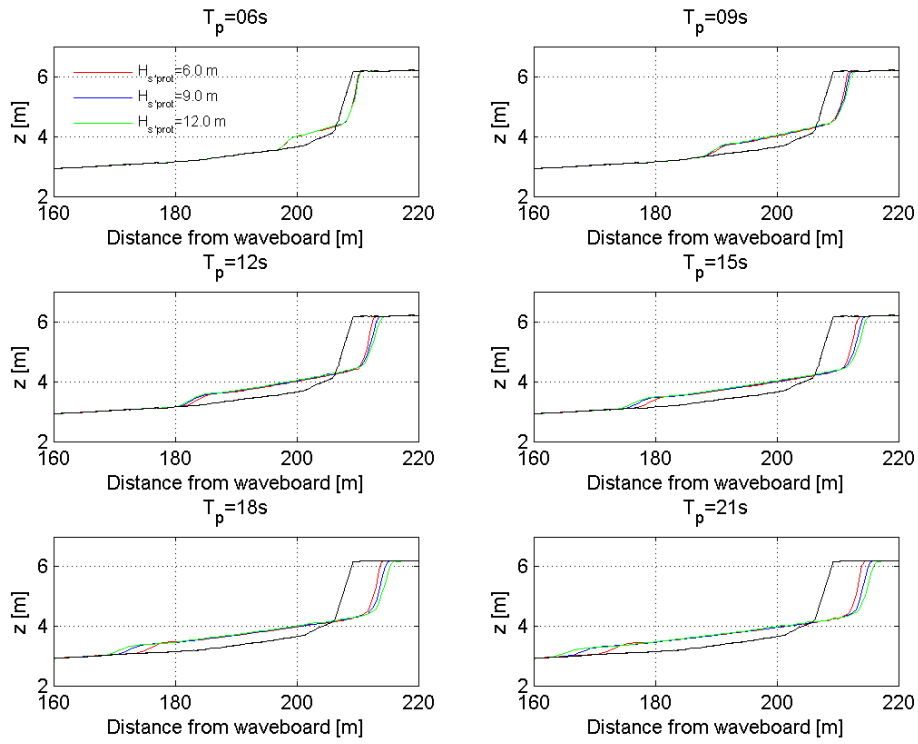 T_p=06s
T_p=09s
6
4
2
z [m]
H_s'prot=6.0 m
H_s'prot=9.0 m
H_s'prot=12.0 m
160 180 200 220
Distance from waveboard [m]
6
4
2
z [m]
160 180 200 220
Distance from waveboard [m]
T_p=12s
T_p=15s
6
4
2
z [m]
160 180 200 220
Distance from waveboard [m]
6
4
2
z [m]
160 180 200 220
Distance from waveboard [m]
T_p=18s
T_p=21s
6
4
2
z [m]
160 180 200 220
Distance from waveboard [m]
6
4
2
z [m]
160 180 200 220
Distance from waveboard [m]